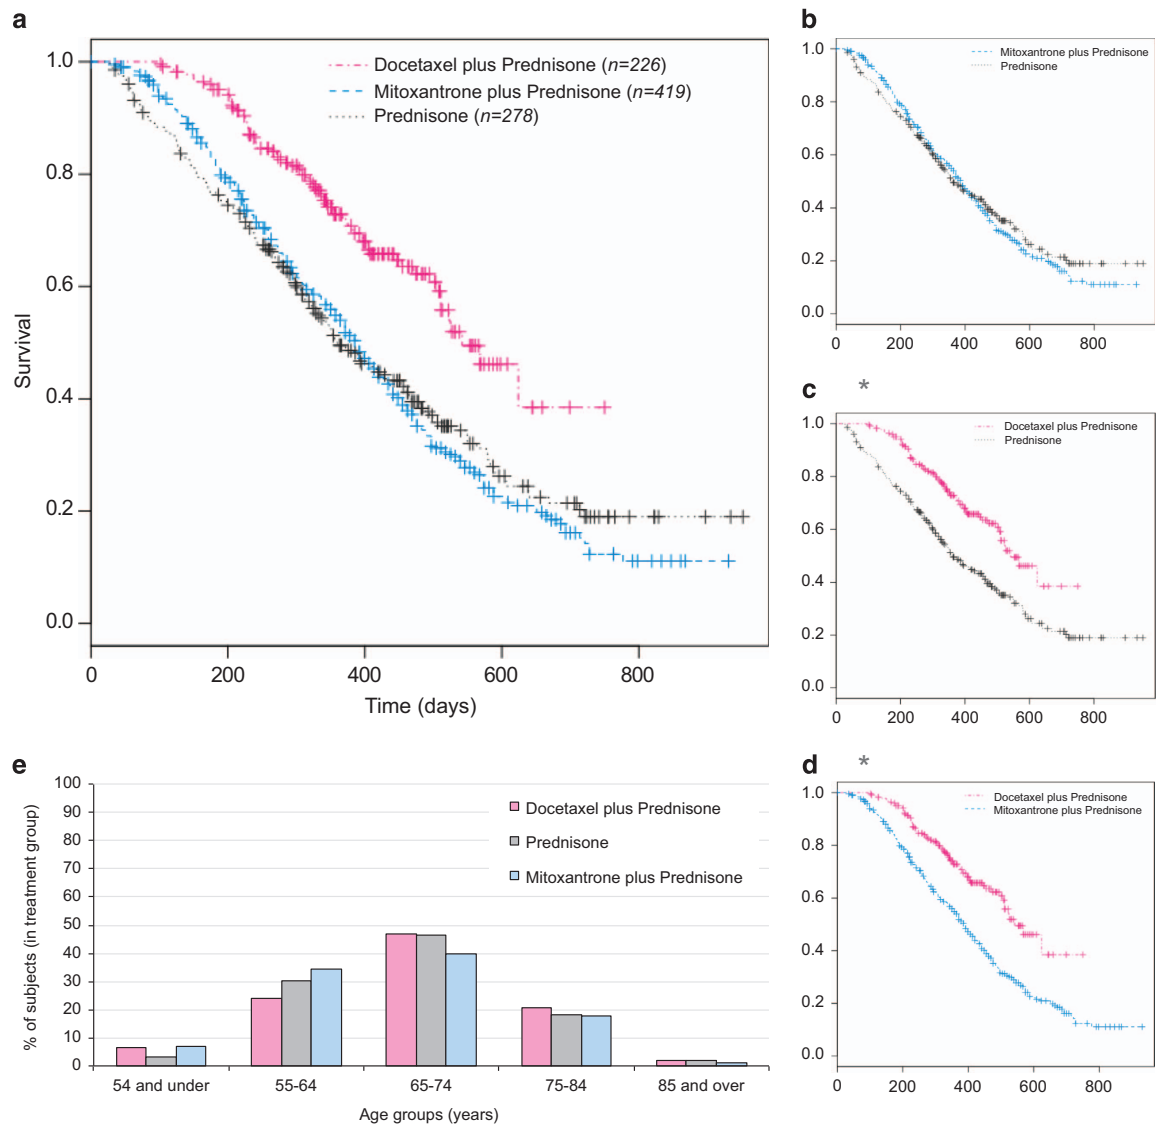 a
1.0
0.8
0.6
0.4
0.2
0.0
Survival
Docetaxel plus Prednisone (n=226)
Mitoxantrone plus Prednisone (n=419)
Prednisone (n=278)
0 200 400 600 800
Time (days)
b
1.0
0.8
0.6
0.4
0.2
0.0
Mitoxantrone plus Prednisone
Prednisone
0 200 400 600 800
c *
1.0
0.8
0.6
0.4
0.2
0.0
Docetaxel plus Prednisone
Prednisone
0 200 400 600 800
d *
1.0
0.8
0.6
0.4
0.2
0.0
Docetaxel plus Prednisone
Mitoxantrone plus Prednisone
0 200 400 600 800
e
100
90
80
70
60
50
40
30
20
10
0
% of subjects (in treatment group)
Docetaxel plus Prednisone
Prednisone
Mitoxantrone plus Prednisone
54 and under 55-64 65-74 75-84 85 and over
Age groups (years)